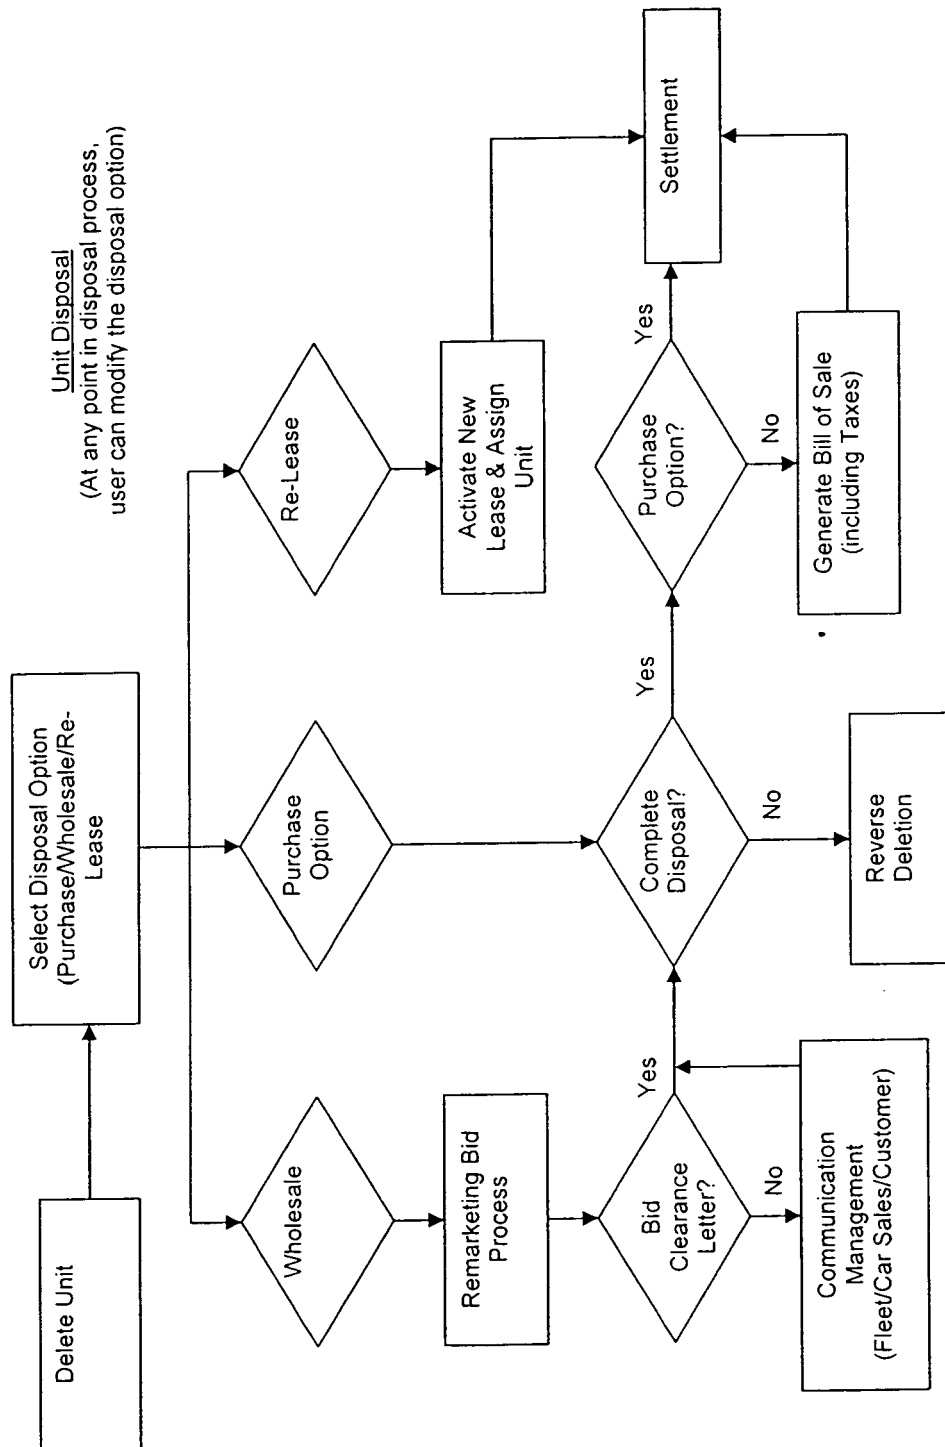 Unit Disposal
(At any point in disposal process,
user can modify the disposal option)
Delete Unit
Select Disposal Option
(Purchase/Wholesale/Re-
Lease
Wholesale
Purchase
Option
Re-Lease
Remarketing Bid
Process
Activate New
Lease & Assign
Unit
Bid
Clearance
Letter?
Yes
No
Complete
Disposal?
Yes
No
Purchase
Option?
Yes
No
Settlement
Communication
Management
(Fleet/Car Sales/Customer)
Reverse
Deletion
Generate Bill of Sale
(including Taxes)